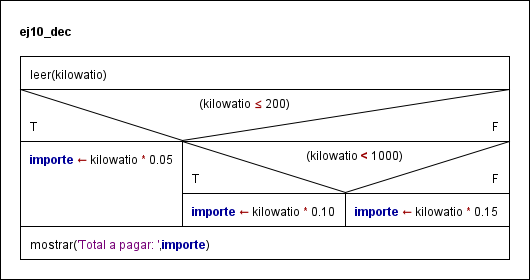 ej10_dec
leer(kilowatio)
(kilowatio ≤ 200)
T
F
importe ← kilowatio * 0.05
(kilowatio < 1000)
T
F
importe ← kilowatio * 0.10
importe ← kilowatio * 0.15
mostrar('Total a pagar: ',importe)